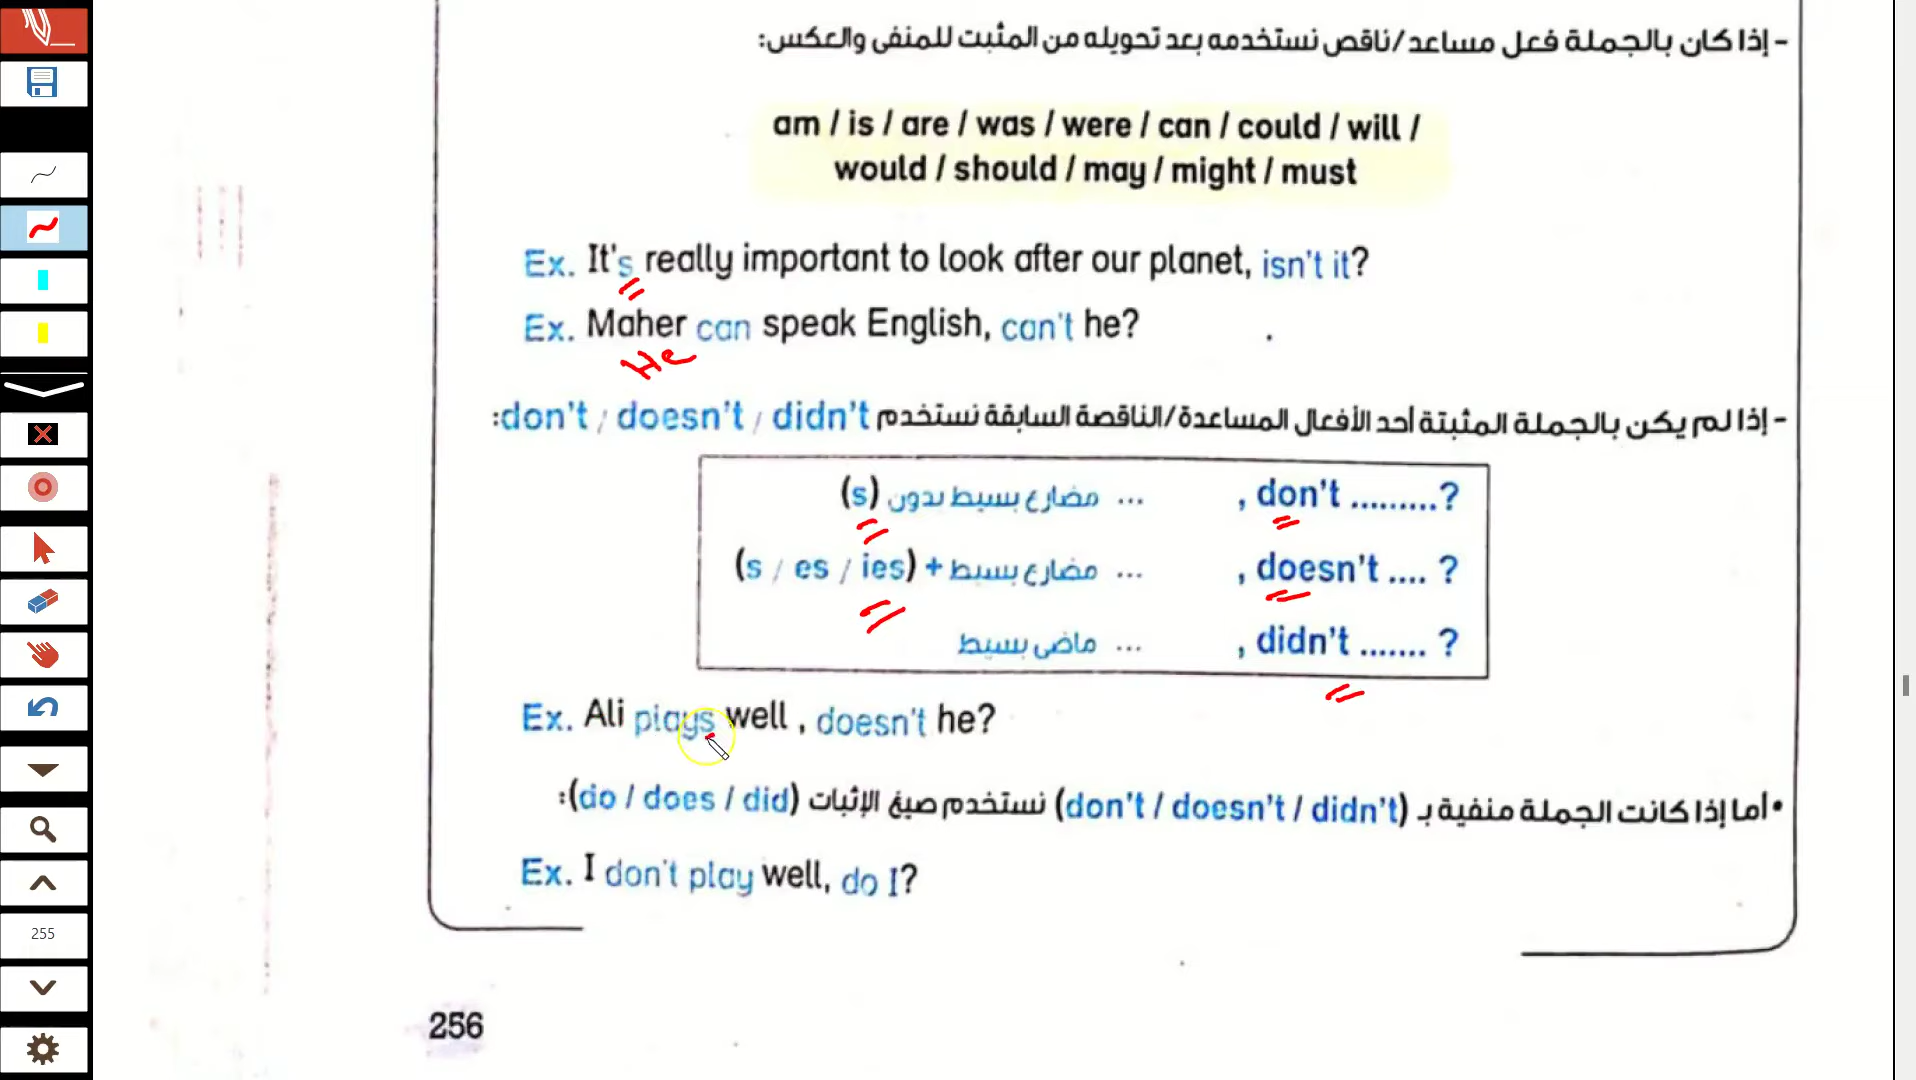 - إذا كان بالجملة فعل مساعد/ناقص نستخدمه بعد تحويله من المثبت للمنفى والعكس:
am / is / are / was / were / can / could / will /
would / should / may / might / must
Ex. It's really important to look after our planet, isn't it?
Ex. Maher can speak English, can't he?
He
- إذا لم يكن بالجملة المثبتة أحد الأفعال المساعدة/الناقصة السابقة نستخدم don't / doesn't / didn't:
(s) مضارع بسيط بدون ... , don't .........?
(s / es / ies) + مضارع بسيط ... , doesn't .... ?
ماضى بسيط ... , didn't ....... ?
Ex. Ali plays well , doesn't he?
• أما إذا كانت الجملة منفية بـ (don't / doesn't / didn't) نستخدم صيغ الإثبات (do / does / did):
Ex. I don't play well, do I?
256
255